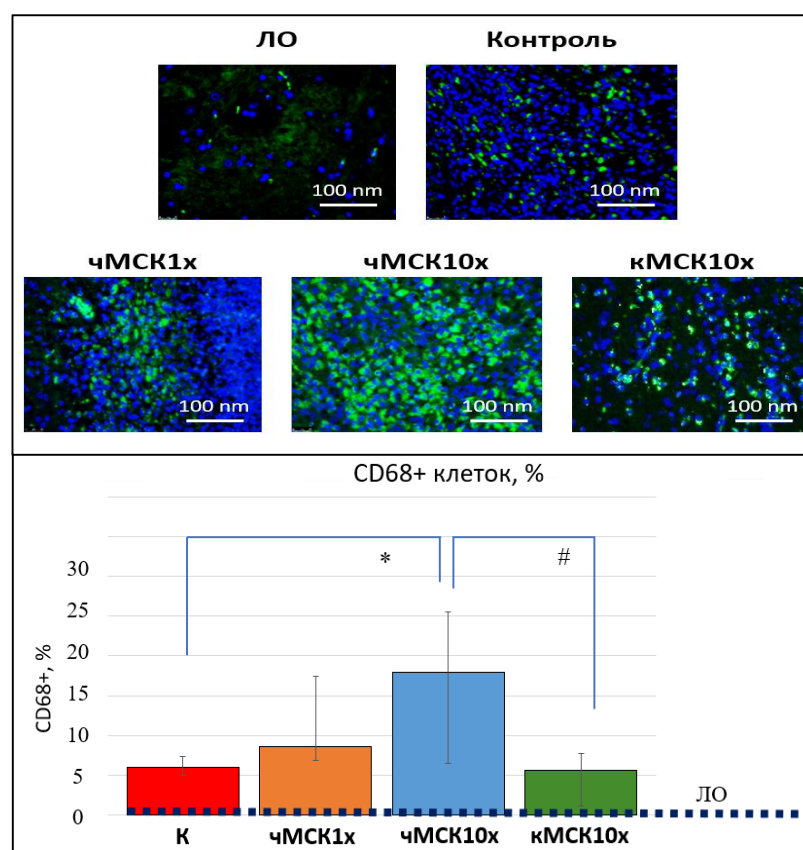 ЛО
Контроль
100 nm
100 nm
чМСК1х
чМСК10х
кМСК10х
100 nm
100 nm
100 nm
CD68+ клеток, %
CD68+, %
30
25
20
15
10
5
0
*
#
ЛО
К
чМСК1х
чМСК10х
кМСК10х